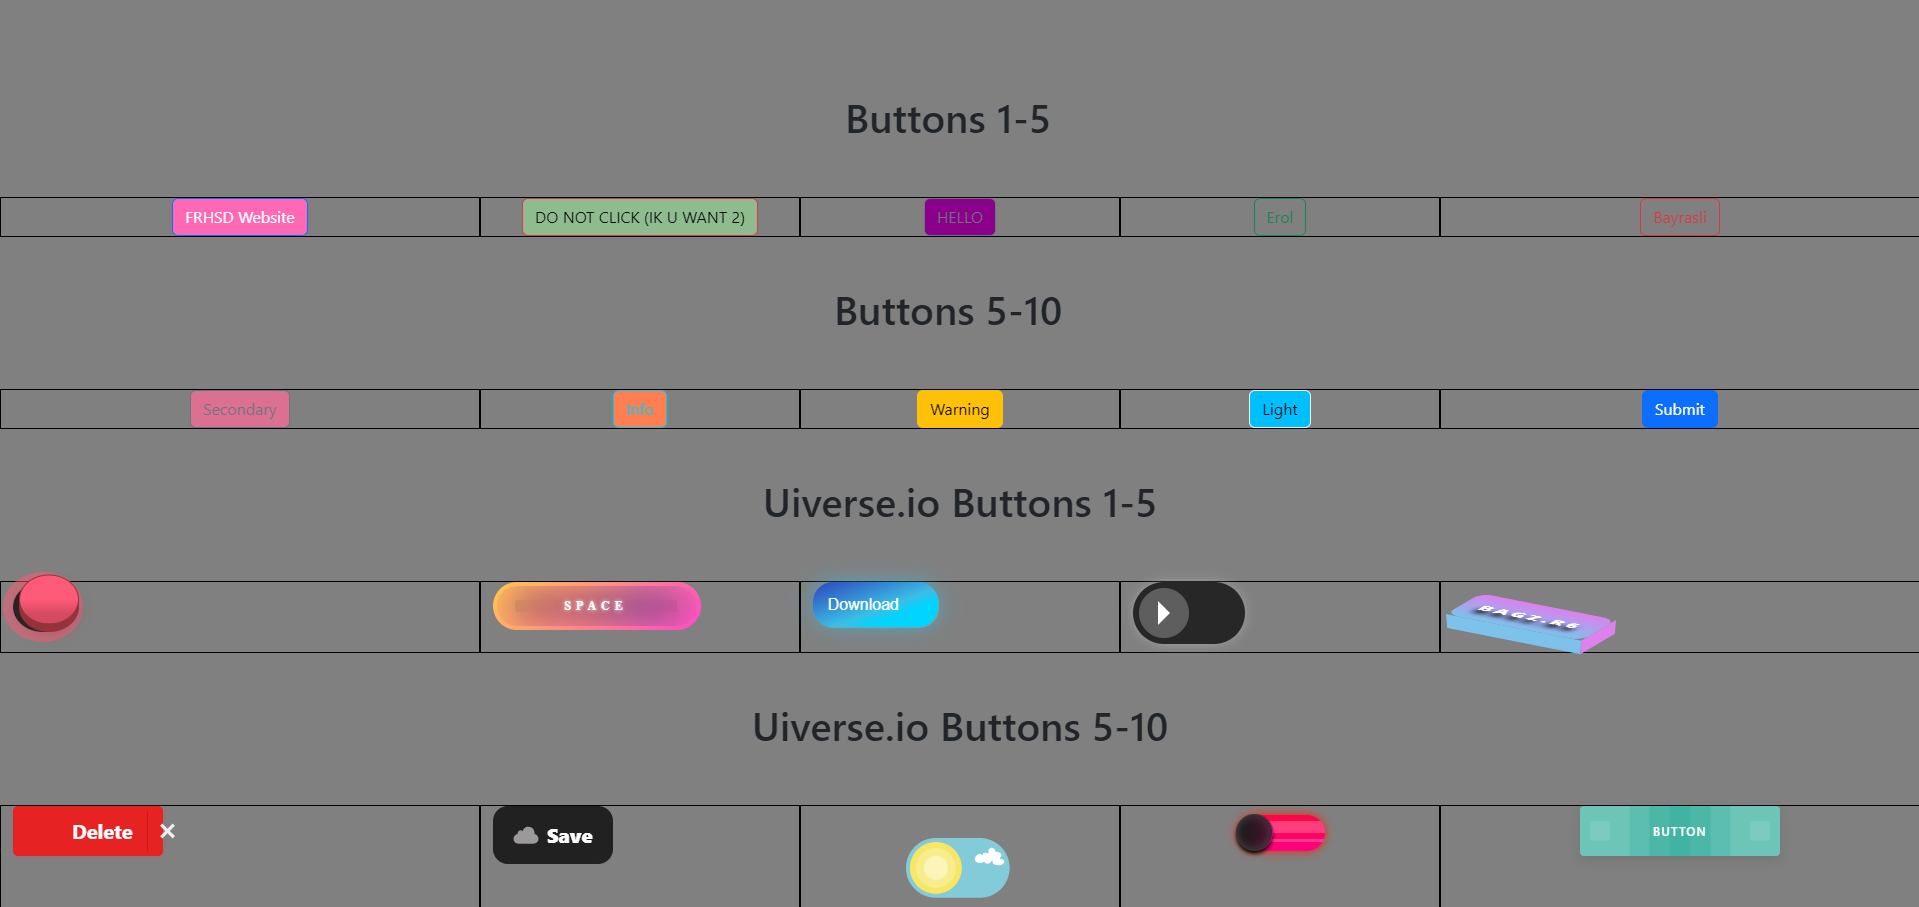 Buttons 1-5
FRHSD Website
DO NOT CLICK (IK U WANT 2)
HELLO
Erol
Bayrasli
Buttons 5-10
Secondary
Info
Warning
Light
Submit
Uiverse.io Buttons 1-5
SPACE
Download
BAGZ.R6
Uiverse.io Buttons 5-10
Delete
Save
BUTTON